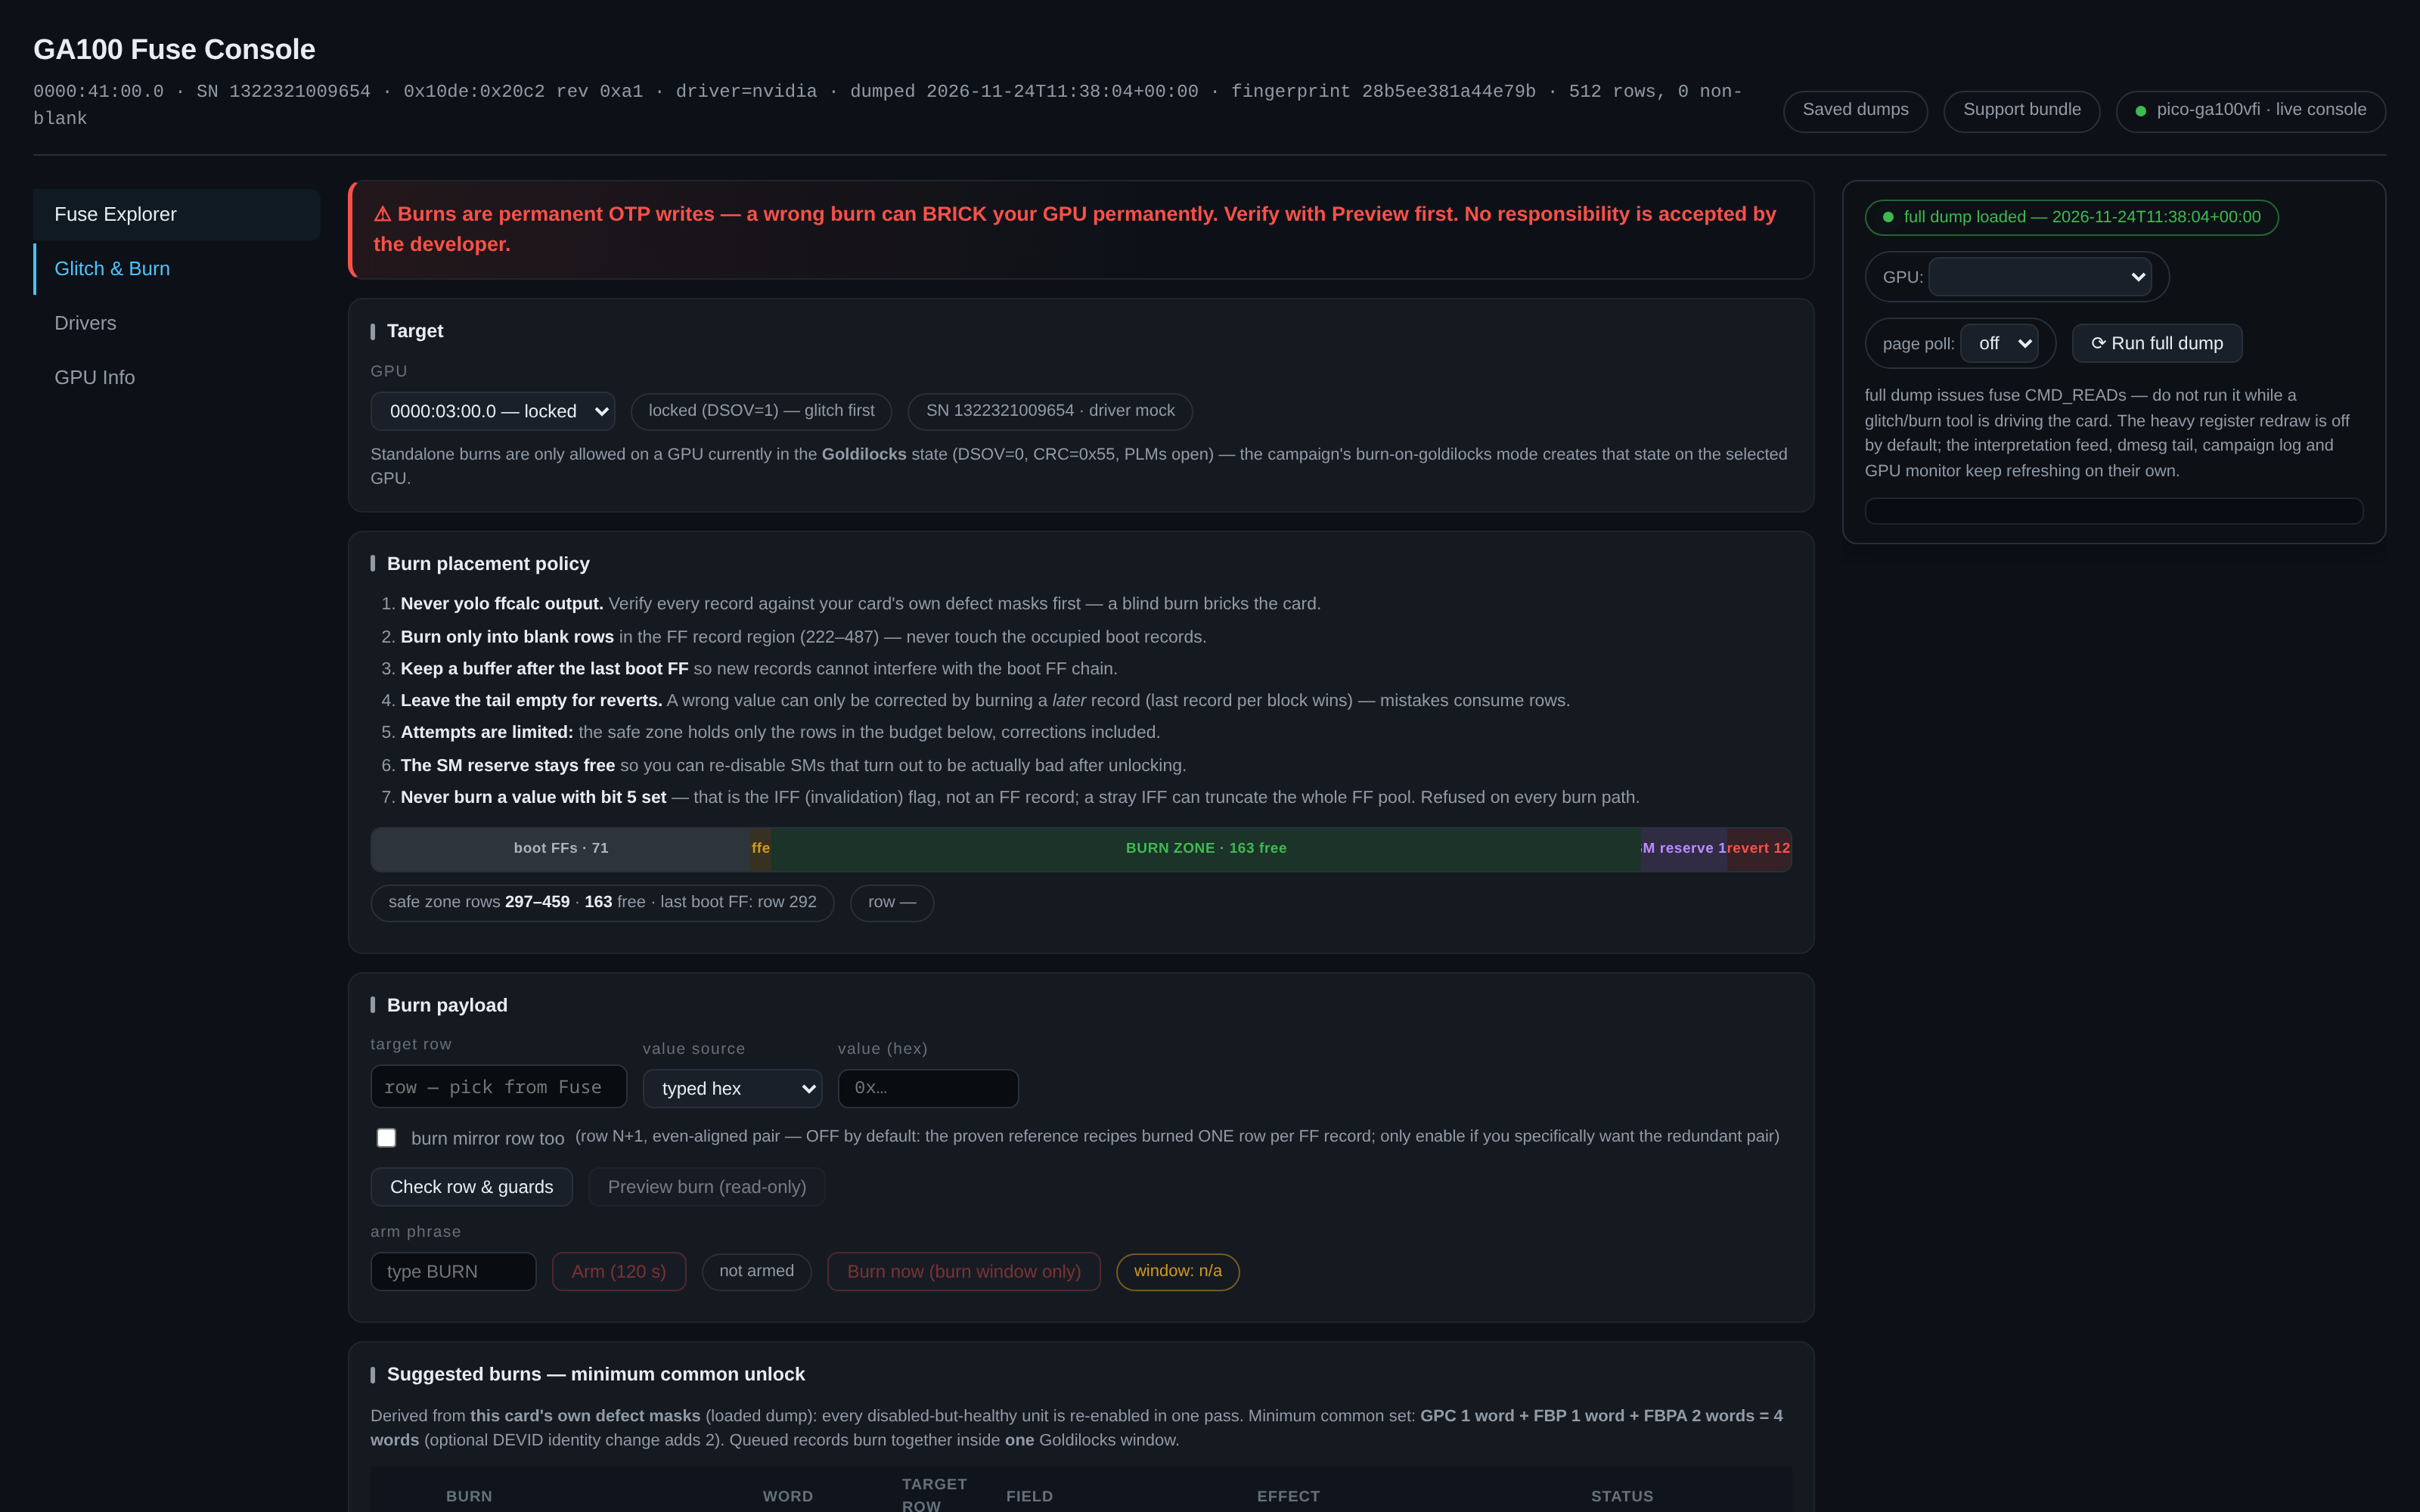 GA100 Fuse Console
0000:41:00.0 · SN 1322321009654 · 0x10de:0x20c2 rev 0xa1 · driver=nvidia · dumped 2026-11-24T11:38:04+00:00 · fingerprint 28b5ee381a44e79b · 512 rows, 0 non-
blank
Saved dumps
Support bundle
pico-ga100vfi · live console
Fuse Explorer
Glitch & Burn
Drivers
GPU Info
⚠ Burns are permanent OTP writes — a wrong burn can BRICK your GPU permanently. Verify with Preview first. No responsibility is accepted by
the developer.
Target
GPU
0000:03:00.0 — locked
locked (DSOV=1) — glitch first
SN 1322321009654 · driver mock
Standalone burns are only allowed on a GPU currently in the Goldilocks state (DSOV=0, CRC=0x55, PLMs open) — the campaign's burn-on-goldilocks mode creates that state on the selected
GPU.
Burn placement policy
1. Never yolo ffcalc output. Verify every record against your card's own defect masks first — a blind burn bricks the card.
2. Burn only into blank rows in the FF record region (222–487) — never touch the occupied boot records.
3. Keep a buffer after the last boot FF so new records cannot interfere with the boot FF chain.
4. Leave the tail empty for reverts. A wrong value can only be corrected by burning a later record (last record per block wins) — mistakes consume rows.
5. Attempts are limited: the safe zone holds only the rows in the budget below, corrections included.
6. The SM reserve stays free so you can re-disable SMs that turn out to be actually bad after unlocking.
7. Never burn a value with bit 5 set — that is the IFF (invalidation) flag, not an FF record; a stray IFF can truncate the whole FF pool. Refused on every burn path.
boot FFs · 71
ffe
BURN ZONE · 163 free
M reserve 1
revert 12
safe zone rows 297–459 · 163 free · last boot FF: row 292
row —
Burn payload
target row
value source
value (hex)
row — pick from Fuse
typed hex
0x…
burn mirror row too (row N+1, even-aligned pair — OFF by default: the proven reference recipes burned ONE row per FF record; only enable if you specifically want the redundant pair)
Check row & guards
Preview burn (read-only)
arm phrase
type BURN
Arm (120 s)
not armed
Burn now (burn window only)
window: n/a
Suggested burns — minimum common unlock
Derived from this card's own defect masks (loaded dump): every disabled-but-healthy unit is re-enabled in one pass. Minimum common set: GPC 1 word + FBP 1 word + FBPA 2 words = 4
words (optional DEVID identity change adds 2). Queued records burn together inside one Goldilocks window.
BURN
WORD
TARGET
ROW
FIELD
EFFECT
STATUS
full dump loaded — 2026-11-24T11:38:04+00:00
GPU:
page poll:
off
⟳ Run full dump
full dump issues fuse CMD_READs — do not run it while a
glitch/burn tool is driving the card. The heavy register redraw is off
by default; the interpretation feed, dmesg tail, campaign log and
GPU monitor keep refreshing on their own.